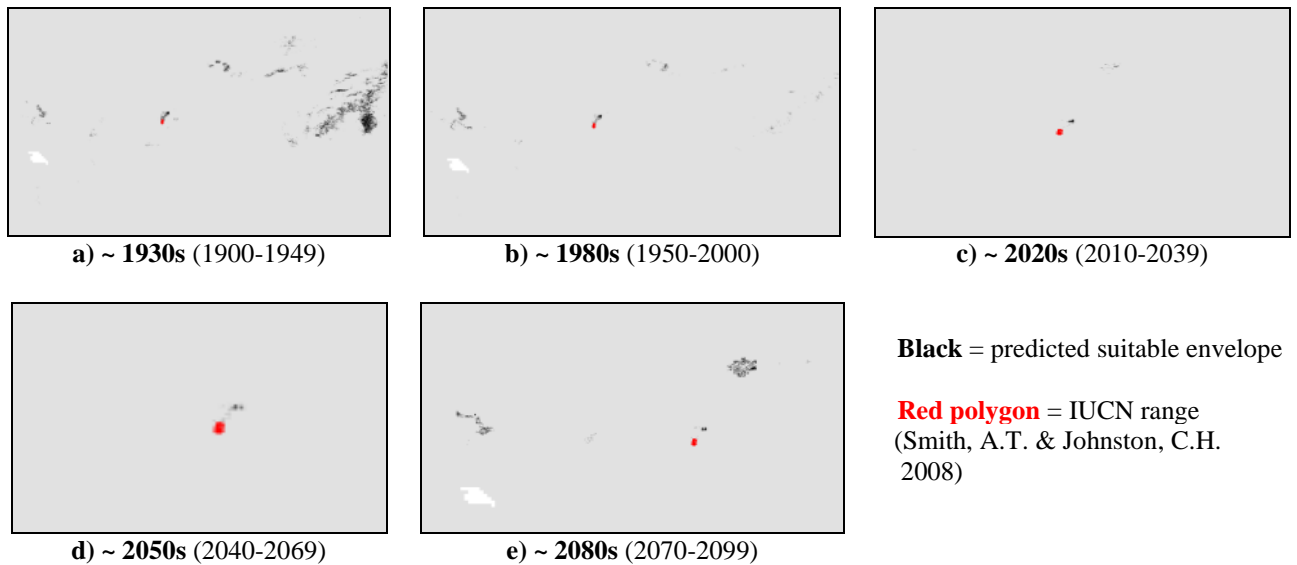 a) ~ 1930s (1900-1949)
b) ~ 1980s (1950-2000)
c) ~ 2020s (2010-2039)
d) ~ 2050s (2040-2069)
e) ~ 2080s (2070-2099)
Black = predicted suitable envelope
Red polygon = IUCN range
(Smith, A.T. & Johnston, C.H.
2008)